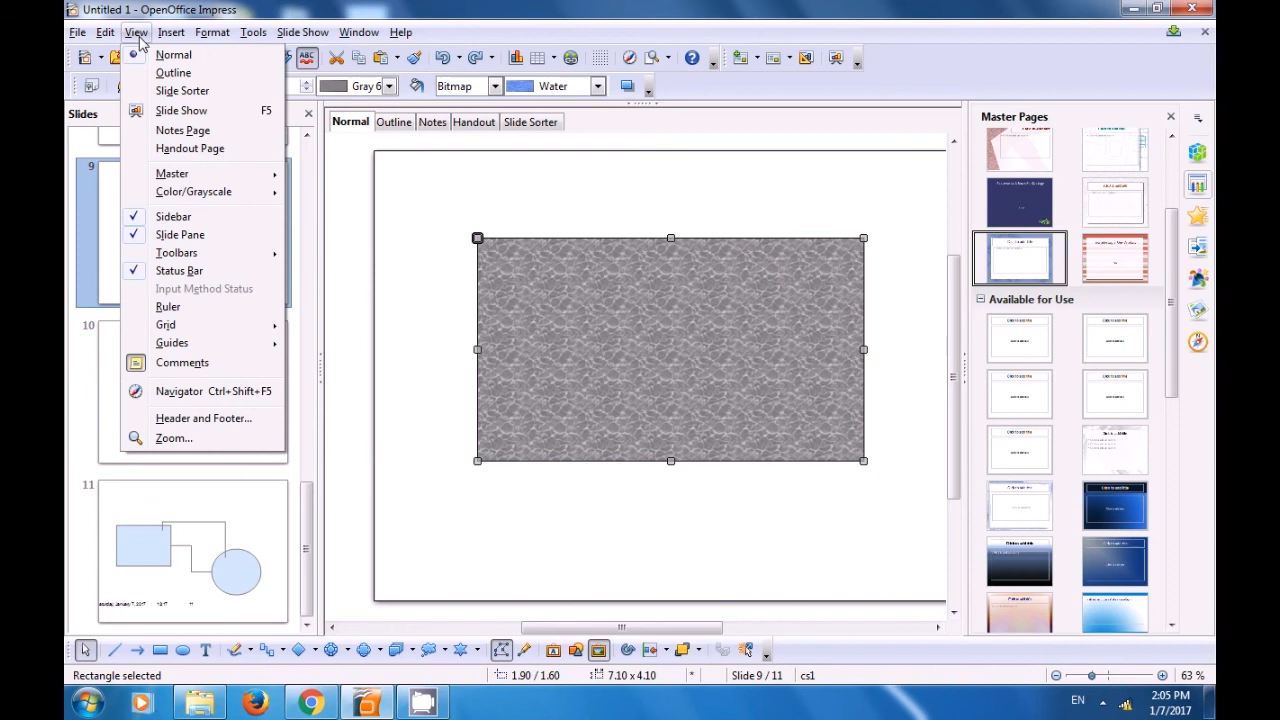 Untitled 1 - OpenOffice Impress
File Edit View Insert Format Tools Slide Show Window Help
Normal
Outline
Slide Sorter
Slide Show F5
Notes Page
Handout Page
Master
Color/Grayscale
Sidebar
Slide Pane
Toolbars
Status Bar
Input Method Status
Ruler
Grid
Guides
Comments
Navigator Ctrl+Shift+F5
Header and Footer...
Zoom...
ABC
Gray 6
Bitmap
Water
Slides
9
10
11
Normal Outline Notes Handout Slide Sorter
Master Pages
Available for Use
Rectangle selected
1.90 / 1.60
7.10 x 4.10
*
Slide 9 / 11
cs1
63 %
EN
2:05 PM
1/7/2017